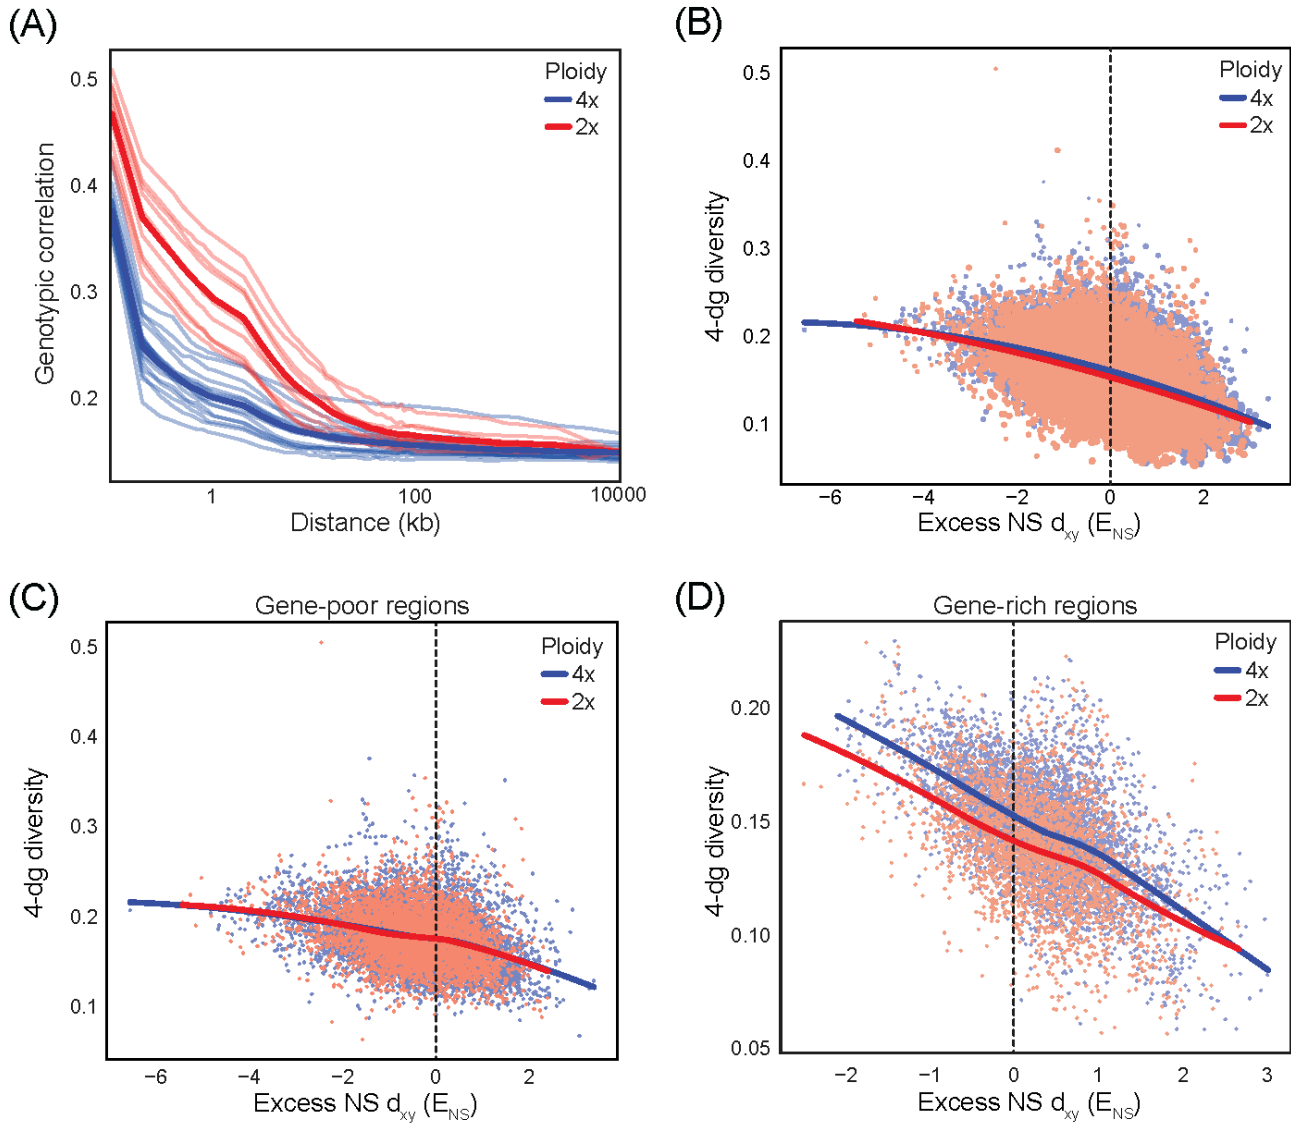 (A)
Ploidy
4x
2x
0.5
0.4
0.3
0.2
Genotypic correlation
1
100
10000
Distance (kb)
(B)
Ploidy
4x
2x
0.5
0.4
0.3
0.2
0.1
4-dg diversity
−6
−4
−2
0
2
Excess NS dxy (ENS)
(C)
Gene-poor regions
Ploidy
4x
2x
0.5
0.4
0.3
0.2
0.1
4-dg diversity
−6
−4
−2
0
2
Excess NS dxy (ENS)
(D)
Gene-rich regions
Ploidy
4x
2x
0.20
0.15
0.10
0.05
4-dg diversity
−2
−1
0
1
2
3
Excess NS dxy (ENS)